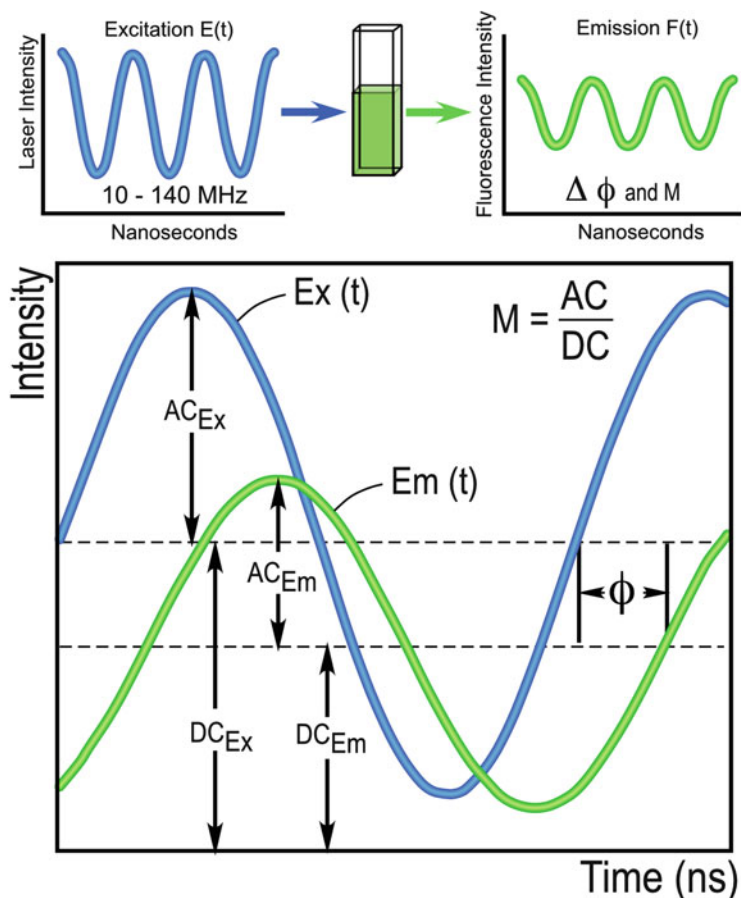 Excitation E(t)
Laser Intensity
10 - 140 MHz
Nanoseconds
Emission F(t)
Fluorescence Intensity
Δ ϕ and M
Nanoseconds
Intensity
Ex (t)
M = AC
DC
AC_Ex
Em (t)
AC_Em
ϕ
DC_Ex
DC_Em
Time (ns)